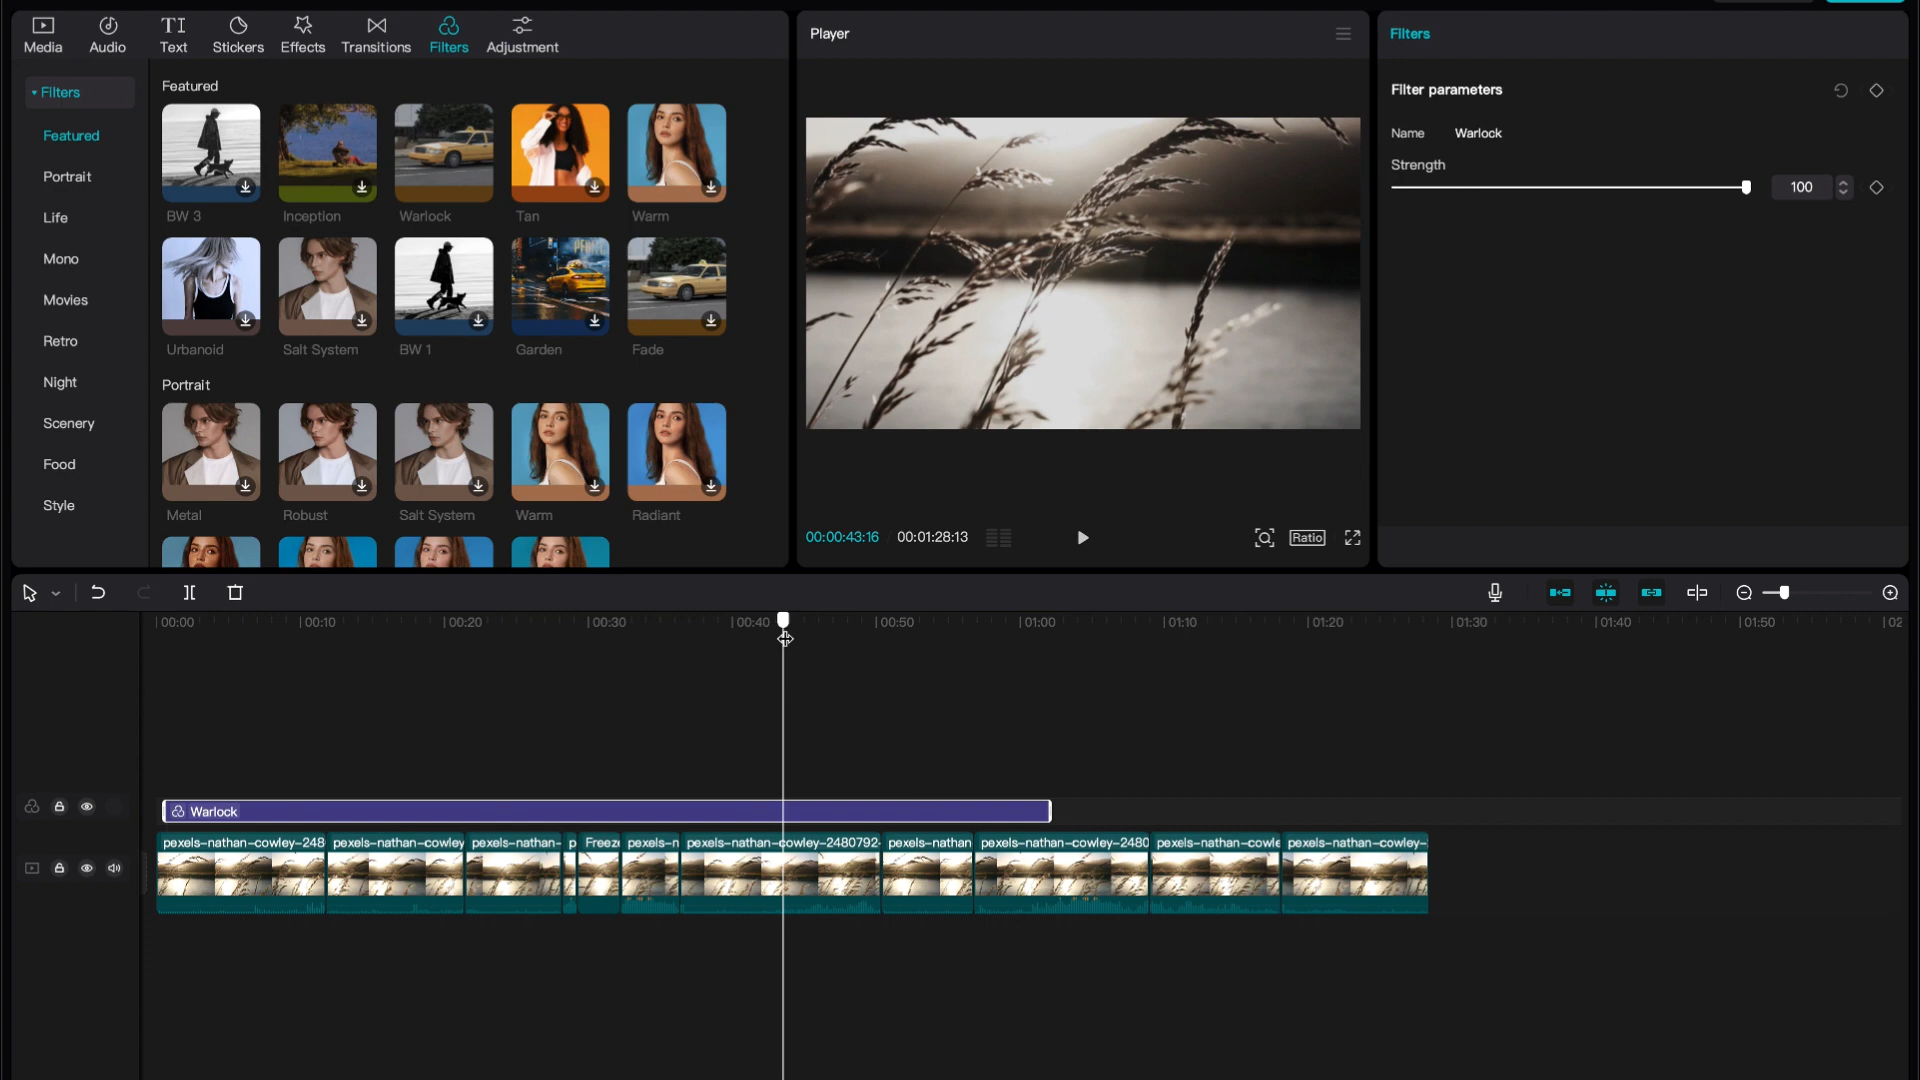 Media Audio Text Stickers Effects Transitions Filters Adjustment
Filters
Featured
Portrait
Life
Mono
Movies
Retro
Night
Scenery
Food
Style
Featured
BW 3 Inception Warlock Tan Warm
Urbanoid Salt System BW 1 Garden Fade
Portrait
Metal Robust Salt System Warm Radiant
Player
00:00:43:16 00:01:28:13
Ratio
Filters
Filter parameters
Name Warlock
Strength
100
00:00 00:10 00:20 00:30 00:40 00:50 01:00 01:10 01:20 01:30 01:40 01:50 02
Warlock
pexels-nathan-cowley-248 pexels-nathan-cowley pexels-nathan- p Freeze pexels-n pexels-nathan-cowley-2480792- pexels-nathan pexels-nathan-cowley-2480 pexels-nathan-cowle pexels-nathan-cowley-